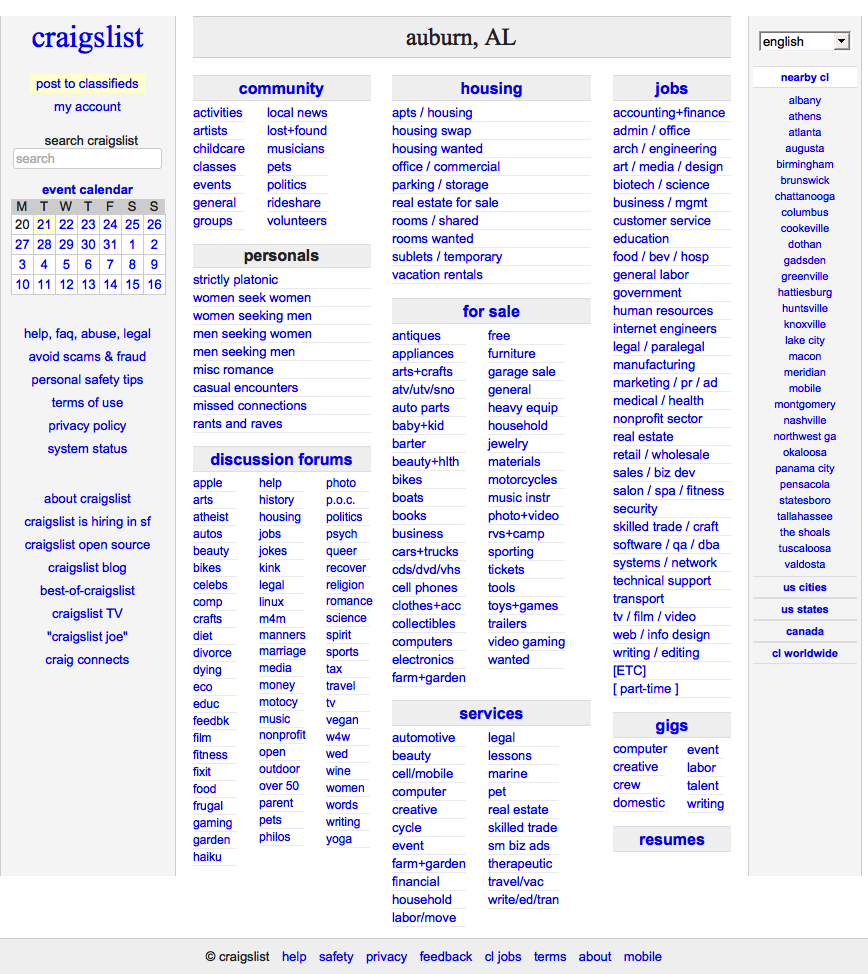 craigslist
post to classifieds
my account
search craigslist
search
event calendar
M T W T F S S
20 21 22 23 24 25 26
27 28 29 30 31 1 2
3 4 5 6 7 8 9
10 11 12 13 14 15 16
help, faq, abuse, legal
avoid scams & fraud
personal safety tips
terms of use
privacy policy
system status
about craigslist
craigslist is hiring in sf
craigslist open source
craigslist blog
best-of-craigslist
craigslist TV
"craigslist joe"
craig connects
auburn, AL
community
activities
artists
childcare
classes
events
general
groups
local news
lost+found
musicians
pets
politics
rideshare
volunteers
personals
strictly platonic
women seek women
women seeking men
men seeking women
men seeking men
misc romance
casual encounters
missed connections
rants and raves
discussion forums
apple
arts
atheist
autos
beauty
bikes
celebs
comp
crafts
diet
divorce
dying
eco
educ
feedbk
film
fitness
fixit
food
frugal
gaming
garden
haiku
help
history
housing
jobs
jokes
kink
legal
linux
m4m
manners
marriage
media
money
motocy
music
nonprofit
open
outdoor
over 50
parent
pets
philos
photo
p.o.c.
politics
psych
queer
recover
religion
romance
science
spirit
sports
tax
travel
tv
vegan
w4w
wed
wine
women
words
writing
yoga
housing
apts / housing
housing swap
housing wanted
office / commercial
parking / storage
real estate for sale
rooms / shared
rooms wanted
sublets / temporary
vacation rentals
for sale
antiques
appliances
arts+crafts
atv/utv/sno
auto parts
baby+kid
barter
beauty+hlth
bikes
boats
books
business
cars+trucks
cds/dvd/vhs
cell phones
clothes+acc
collectibles
computers
electronics
farm+garden
free
furniture
garage sale
general
heavy equip
household
jewelry
materials
motorcycles
music instr
photo+video
rvs+camp
sporting
tickets
tools
toys+games
trailers
video gaming
wanted
services
automotive
beauty
cell/mobile
computer
creative
cycle
event
farm+garden
financial
household
labor/move
legal
lessons
marine
pet
real estate
skilled trade
sm biz ads
therapeutic
travel/vac
write/ed/tran
jobs
accounting+finance
admin / office
arch / engineering
art / media / design
biotech / science
business / mgmt
customer service
education
food / bev / hosp
general labor
government
human resources
internet engineers
legal / paralegal
manufacturing
marketing / pr / ad
medical / health
nonprofit sector
real estate
retail / wholesale
sales / biz dev
salon / spa / fitness
security
skilled trade / craft
software / qa / dba
systems / network
technical support
transport
tv / film / video
web / info design
writing / editing
[ETC]
[ part-time ]
gigs
computer
creative
crew
domestic
event
labor
talent
writing
resumes
english
nearby cl
albany
athens
atlanta
augusta
birmingham
brunswick
chattanooga
columbus
cookeville
dothan
gadsden
greenville
hattiesburg
huntsville
knoxville
lake city
macon
meridian
mobile
montgomery
nashville
northwest ga
okaloosa
panama city
pensacola
statesboro
tallahassee
the shoals
tuscaloosa
valdosta
us cities
us states
canada
cl worldwide
© craigslist help safety privacy feedback cl jobs terms about mobile